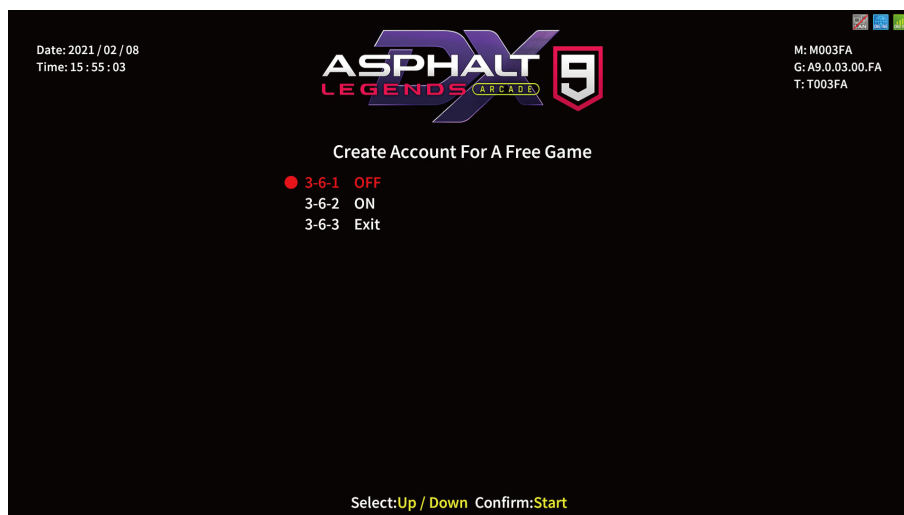 Date: 2021 / 02 / 08
Time: 15 : 55 : 03
DX
ASPHALT 9
LEGENDS ARCADE
M: M003FA
G: A9.0.03.00.FA
T: T003FA
Create Account For A Free Game
3-6-1 OFF
3-6-2 ON
3-6-3 Exit
Select:Up / Down Confirm:Start